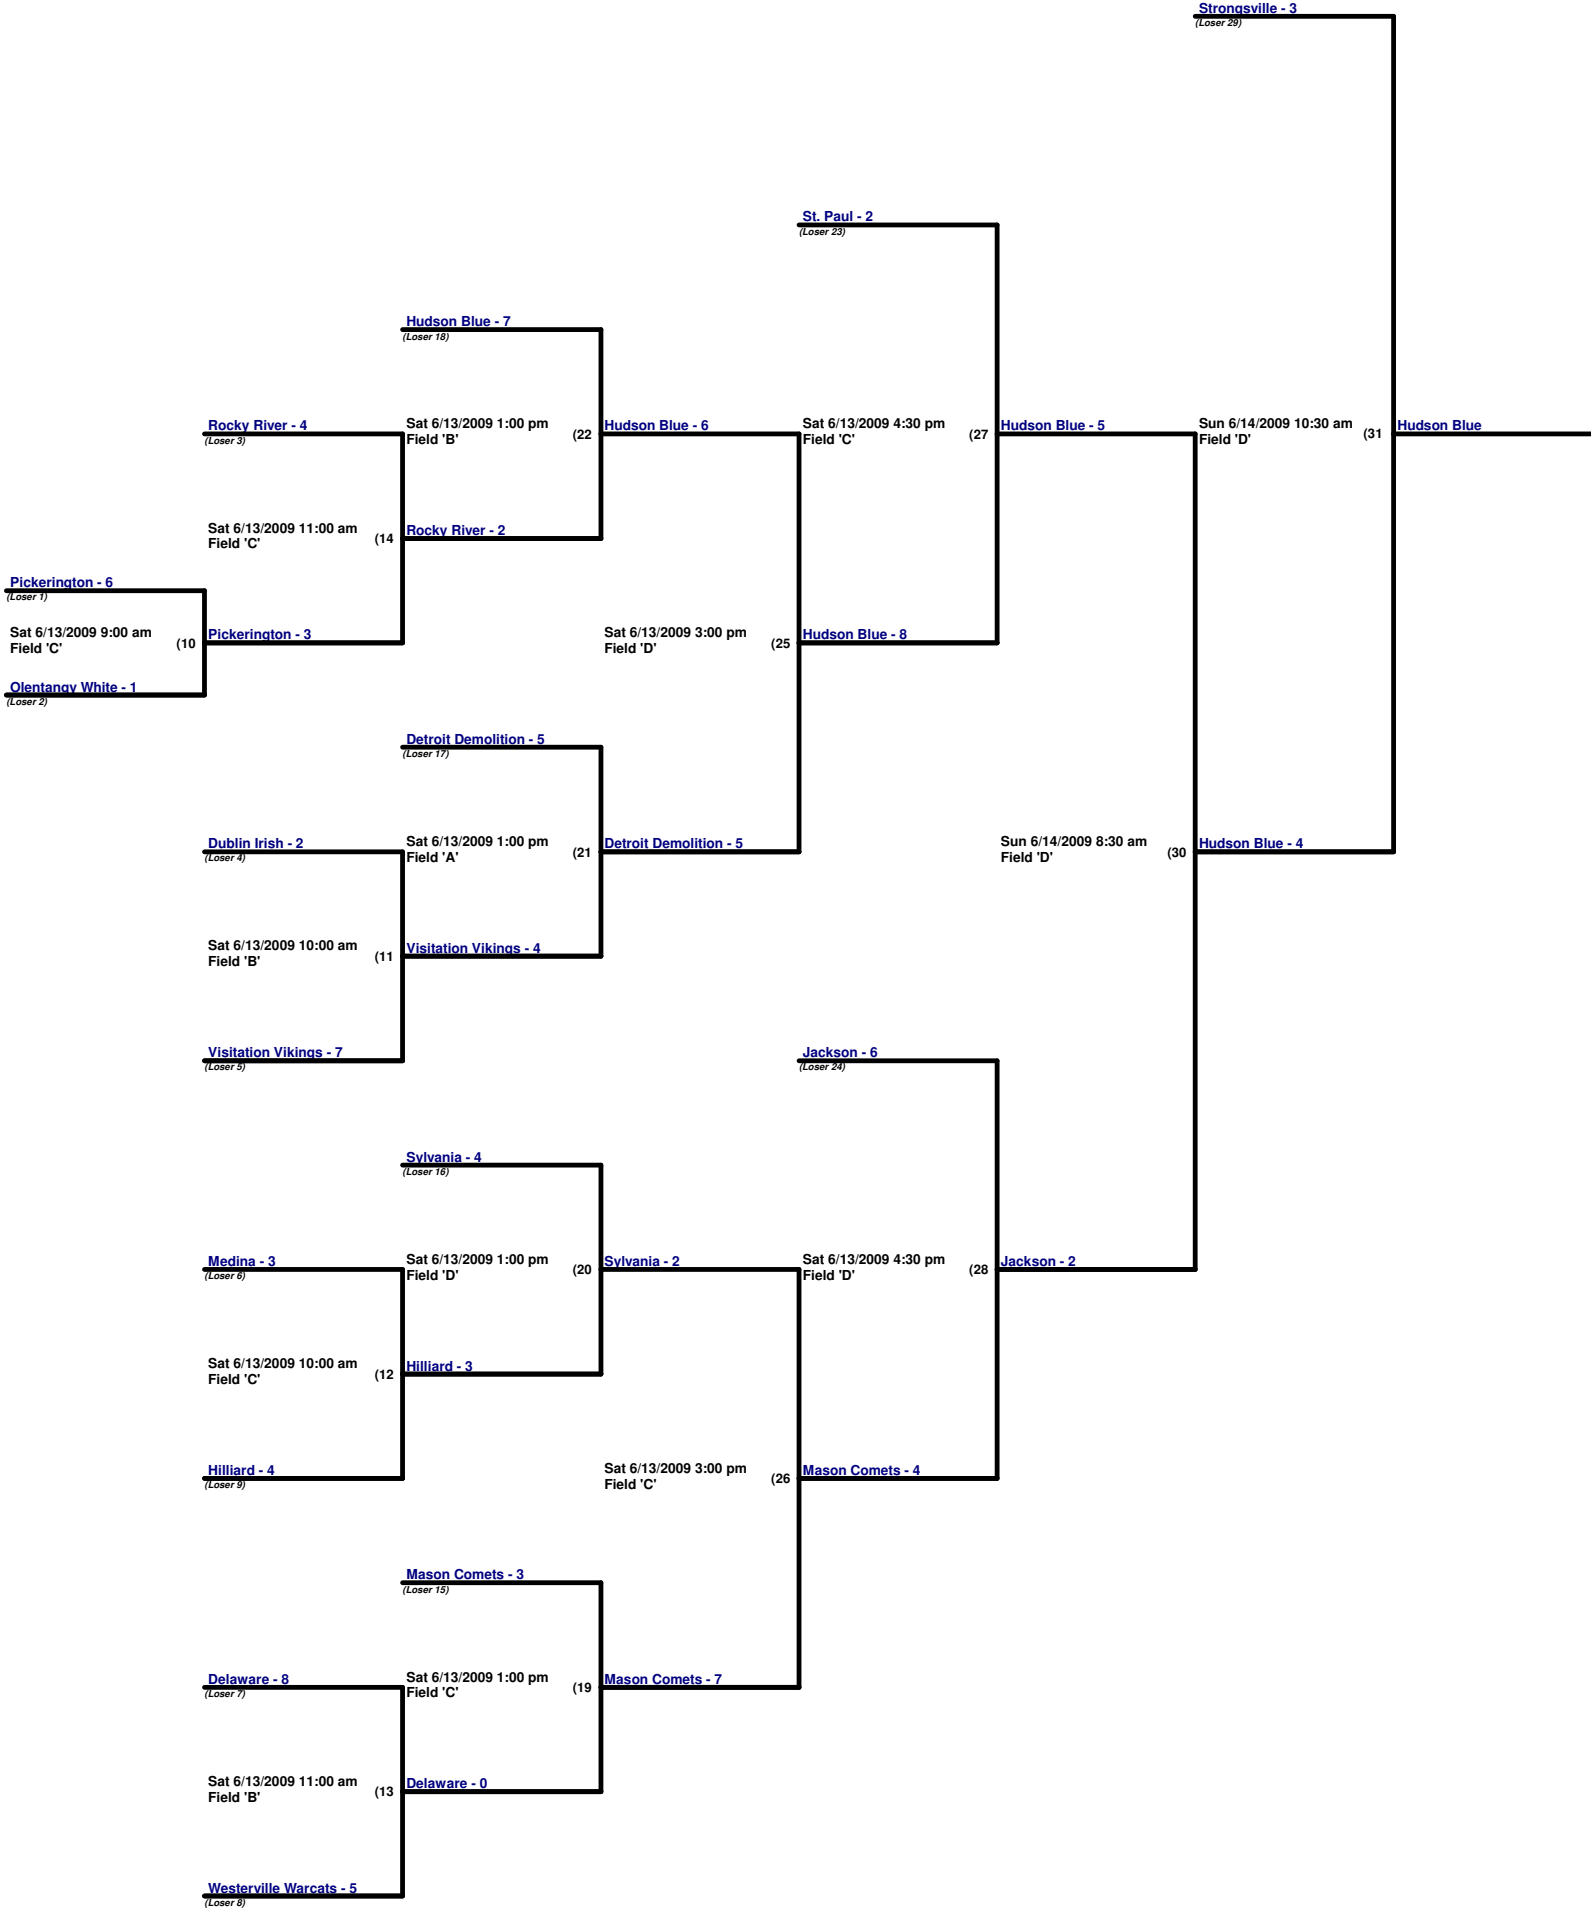 Strongsville - 3
(Loser 29)
St. Paul - 2
(Loser 23)
Hudson Blue - 7
(Loser 18)
Rocky River - 4
(Loser 3)
Sat 6/13/2009 1:00 pm
Field 'B'
(22
Hudson Blue - 6
Sat 6/13/2009 4:30 pm
Field 'C'
(27
Hudson Blue - 5
Sun 6/14/2009 10:30 am
Field 'D'
(31
Hudson Blue
Sat 6/13/2009 11:00 am
Field 'C'
(14
Rocky River - 2
Pickerington - 6
(Loser 1)
Sat 6/13/2009 9:00 am
Field 'C'
(10
Pickerington - 3
Sat 6/13/2009 3:00 pm
Field 'D'
(25
Hudson Blue - 8
Olentangy White - 1
(Loser 2)
Detroit Demolition - 5
(Loser 17)
Dublin Irish - 2
(Loser 4)
Sat 6/13/2009 1:00 pm
Field 'A'
(21
Detroit Demolition - 5
Sun 6/14/2009 8:30 am
Field 'D'
(30
Hudson Blue - 4
Sat 6/13/2009 10:00 am
Field 'B'
(11
Visitation Vikings - 4
Visitation Vikings - 7
(Loser 5)
Jackson - 6
(Loser 24)
Sylvania - 4
(Loser 16)
Medina - 3
(Loser 6)
Sat 6/13/2009 1:00 pm
Field 'D'
(20
Sylvania - 2
Sat 6/13/2009 4:30 pm
Field 'D'
(28
Jackson - 2
Sat 6/13/2009 10:00 am
Field 'C'
(12
Hilliard - 3
Hilliard - 4
(Loser 9)
Sat 6/13/2009 3:00 pm
Field 'C'
(26
Mason Comets - 4
Mason Comets - 3
(Loser 15)
Delaware - 8
(Loser 7)
Sat 6/13/2009 1:00 pm
Field 'C'
(19
Mason Comets - 7
Sat 6/13/2009 11:00 am
Field 'B'
(13
Delaware - 0
Westerville Warcats - 5
(Loser 8)